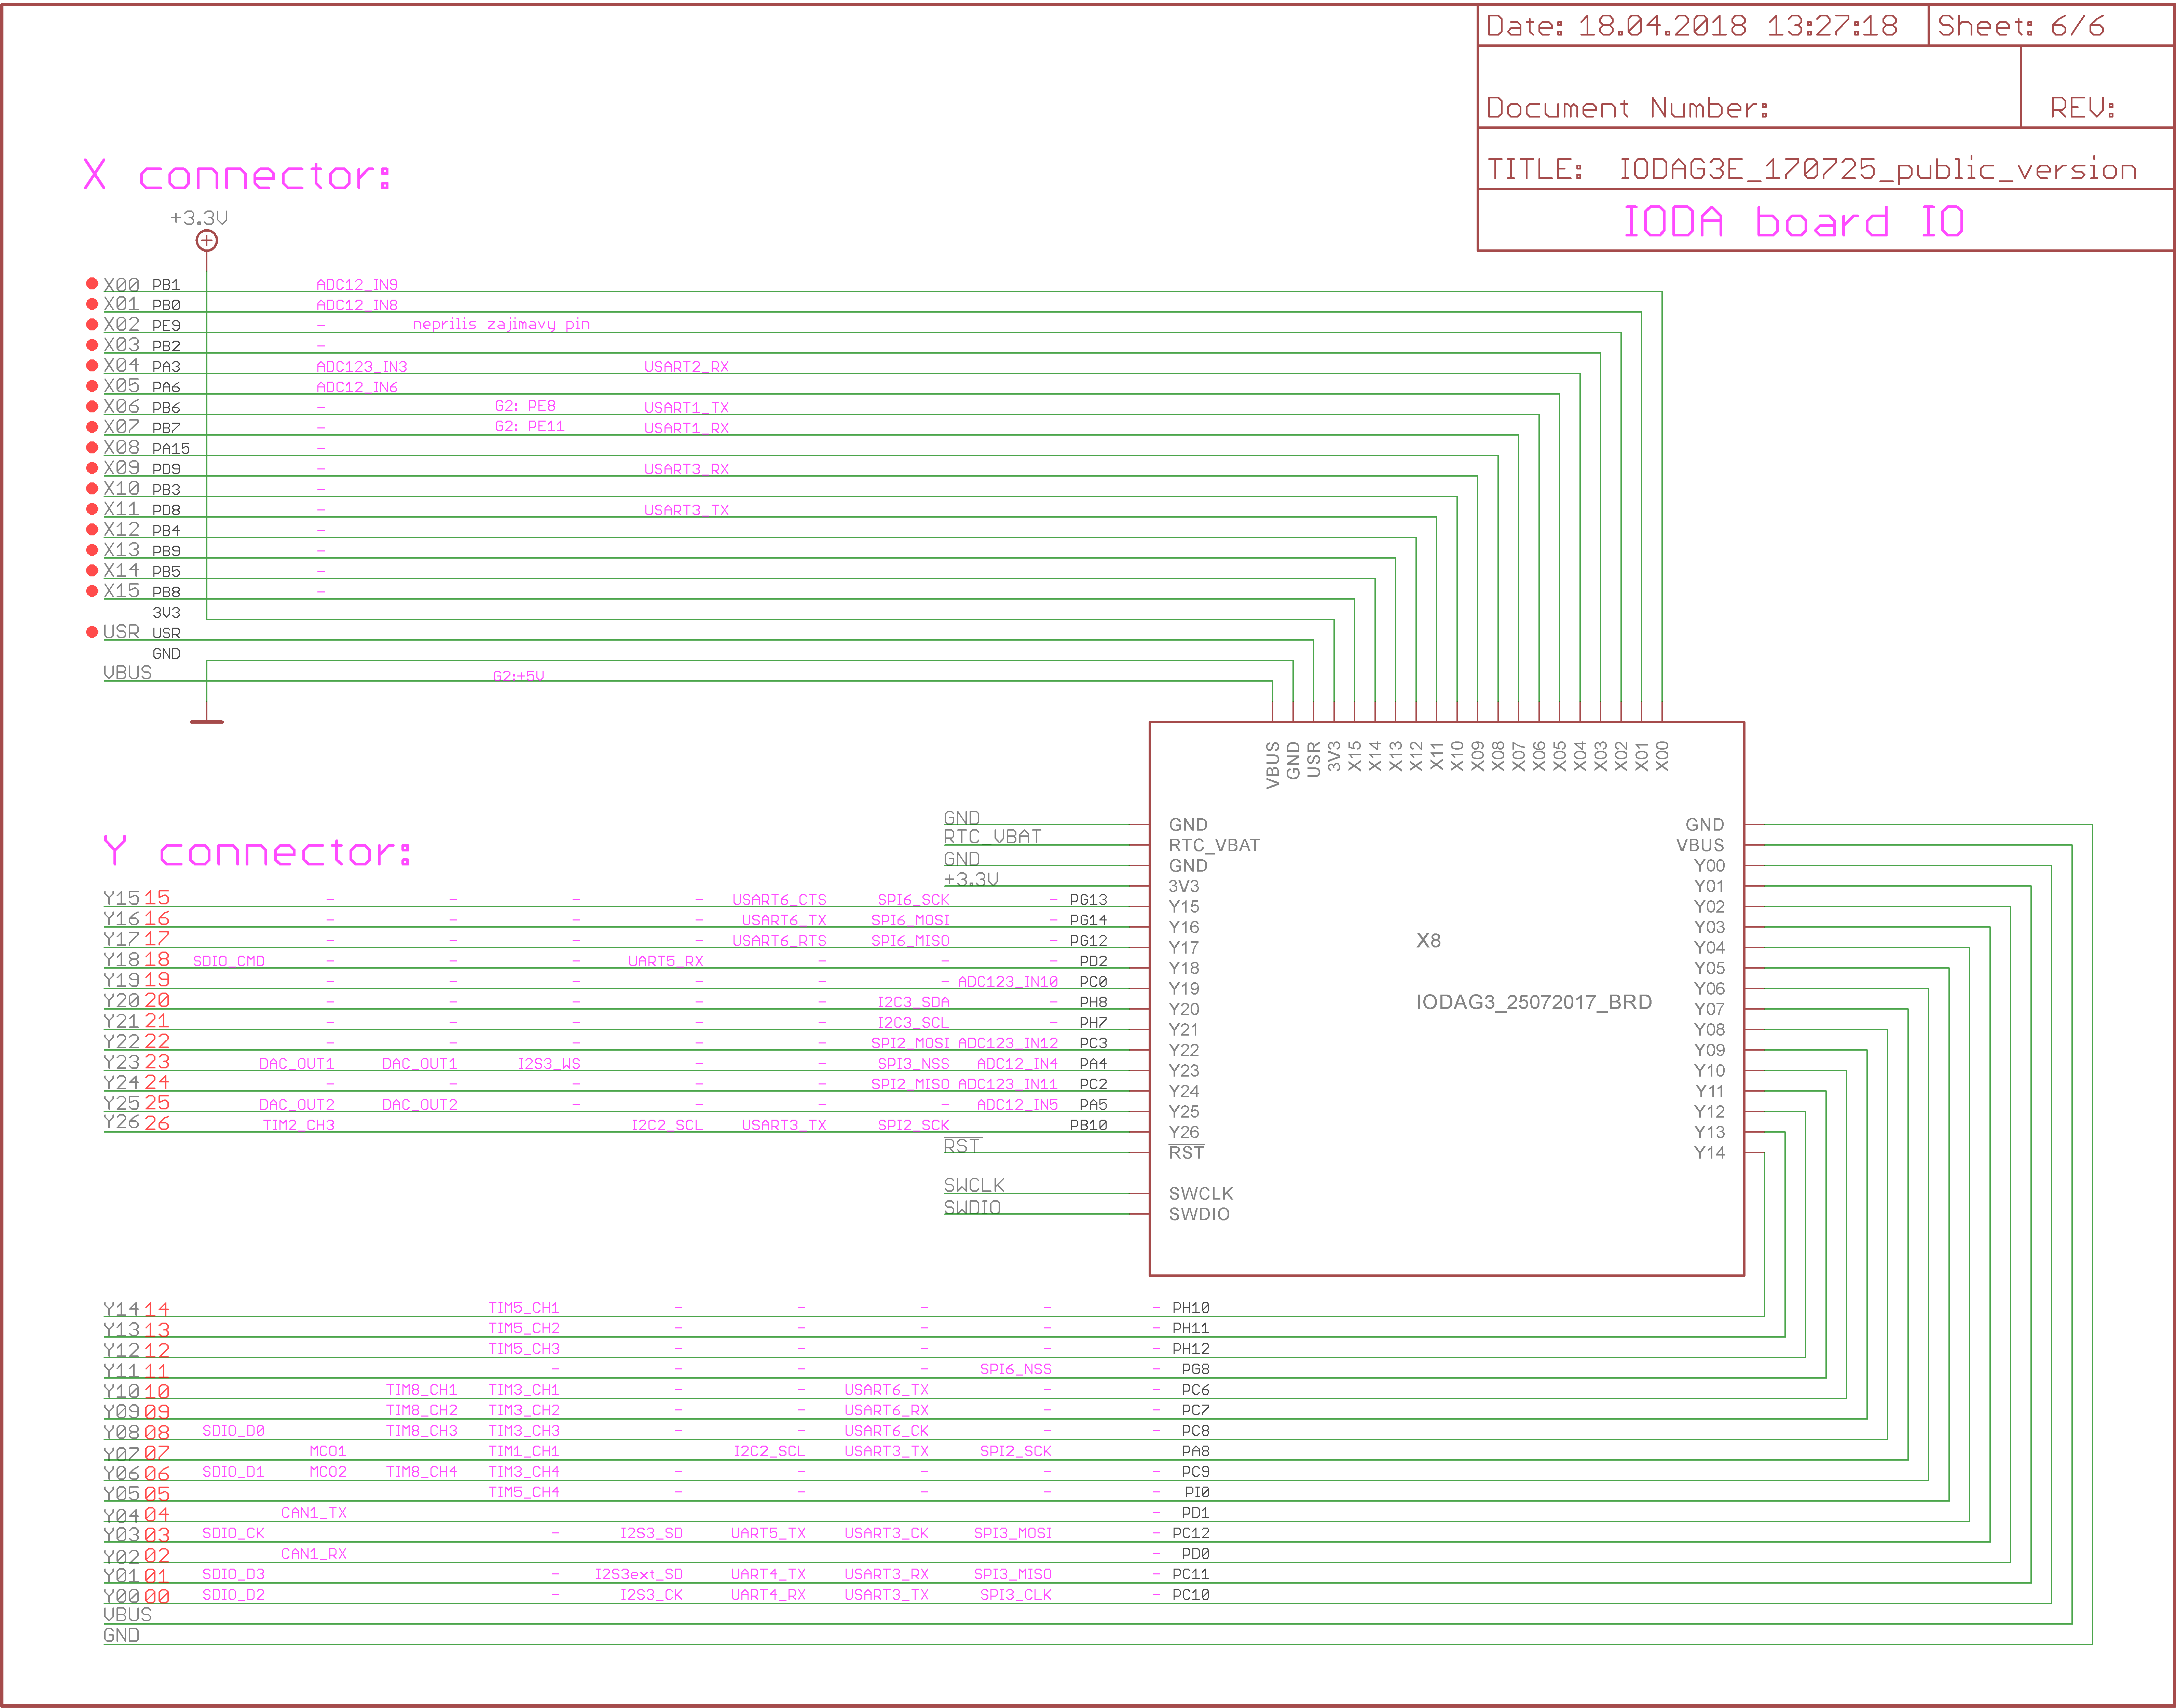 Date: 18.04.2018 13:27:18 Sheet: 6/6
Document Number: REV:
TITLE: IODAG3E_170725_public_version
IODA board IO
X connector:
+3.3V
X00 PB1 ADC12_IN9
X01 PB0 ADC12_IN8
X02 PE9 - neprilis zajimavy pin
X03 PB2 -
X04 PA3 ADC123_IN3 USART2_RX
X05 PA6 ADC12_IN6
X06 PB6 - G2: PE8 USART1_TX
X07 PB7 - G2: PE11 USART1_RX
X08 PA15 -
X09 PD9 - USART3_RX
X10 PB3 -
X11 PD8 - USART3_TX
X12 PB4 -
X13 PB9 -
X14 PB5 -
X15 PB8 -
3V3
USR USR
GND
VBUS G2:+5V
VBUS GND USR 3V3 X15 X14 X13 X12 X11 X10 X09 X08 X07 X06 X05 X04 X03 X02 X01 X00
Y connector:
GND GND GND
RTC_VBAT RTC_VBAT VBUS
GND GND Y00
+3.3V 3V3 Y01
Y15 15 - - - - USART6_CTS SPI6_SCK - PG13 Y15 Y02
Y16 16 - - - - USART6_TX SPI6_MOSI - PG14 Y16 Y03
Y17 17 - - - - USART6_RTS SPI6_MISO - PG12 Y17 Y04
X8
Y18 18 SDIO_CMD - - - UART5_RX - - - PD2 Y18 Y05
Y19 19 - - - - - - ADC123_IN10 PC0 Y19 Y06
Y20 20 - - - - - I2C3_SDA - PH8 Y20 Y07
IODAG3_25072017_BRD
Y21 21 - - - - - I2C3_SCL - PH7 Y21 Y08
Y22 22 - - - - - SPI2_MOSI ADC123_IN12 PC3 Y22 Y09
Y23 23 DAC_OUT1 DAC_OUT1 I2S3_WS - - SPI3_NSS ADC12_IN4 PA4 Y23 Y10
Y24 24 - - - - - SPI2_MISO ADC123_IN11 PC2 Y24 Y11
Y25 25 DAC_OUT2 DAC_OUT2 - - - - ADC12_IN5 PA5 Y25 Y12
Y26 26 TIM2_CH3 I2C2_SCL USART3_TX SPI2_SCK PB10 Y26 Y13
RST RST Y14
SWCLK SWCLK
SWDIO SWDIO
Y14 14 TIM5_CH1 - - - - - PH10
Y13 13 TIM5_CH2 - - - - - PH11
Y12 12 TIM5_CH3 - - - - - PH12
Y11 11 - - - - SPI6_NSS - PG8
Y10 10 TIM8_CH1 TIM3_CH1 - - USART6_TX - - PC6
Y09 09 TIM8_CH2 TIM3_CH2 - - USART6_RX - - PC7
Y08 08 SDIO_D0 TIM8_CH3 TIM3_CH3 - - USART6_CK - - PC8
Y07 07 MCO1 TIM1_CH1 I2C2_SCL USART3_TX SPI2_SCK PA8
Y06 06 SDIO_D1 MCO2 TIM8_CH4 TIM3_CH4 - - - - - PC9
Y05 05 TIM5_CH4 - - - - - PI0
Y04 04 CAN1_TX - PD1
Y03 03 SDIO_CK - I2S3_SD UART5_TX USART3_CK SPI3_MOSI - PC12
Y02 02 CAN1_RX - PD0
Y01 01 SDIO_D3 - I2S3ext_SD UART4_TX USART3_RX SPI3_MISO - PC11
Y00 00 SDIO_D2 - I2S3_CK UART4_RX USART3_TX SPI3_CLK - PC10
VBUS
GND